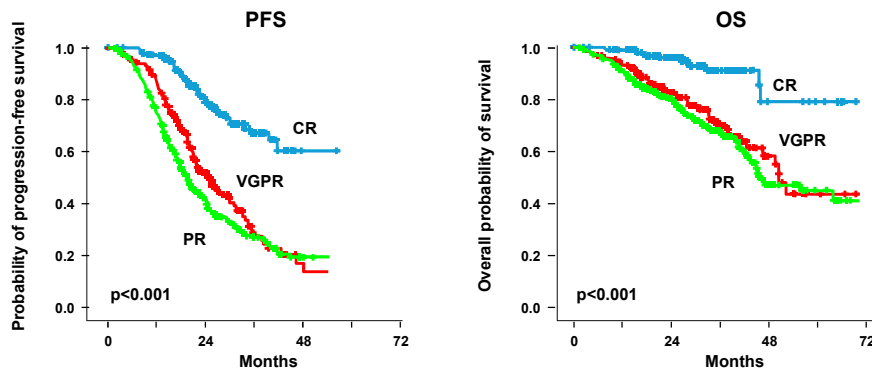 PFS
Probability of progression-free survival
1.0
0.8
0.6
0.4
0.2
0.0
CR
VGPR
PR
p<0.001
0 24 48 72
Months
OS
Overall probability of survival
1.0
0.8
0.6
0.4
0.2
0.0
CR
VGPR
PR
p<0.001
0 24 48 72
Months